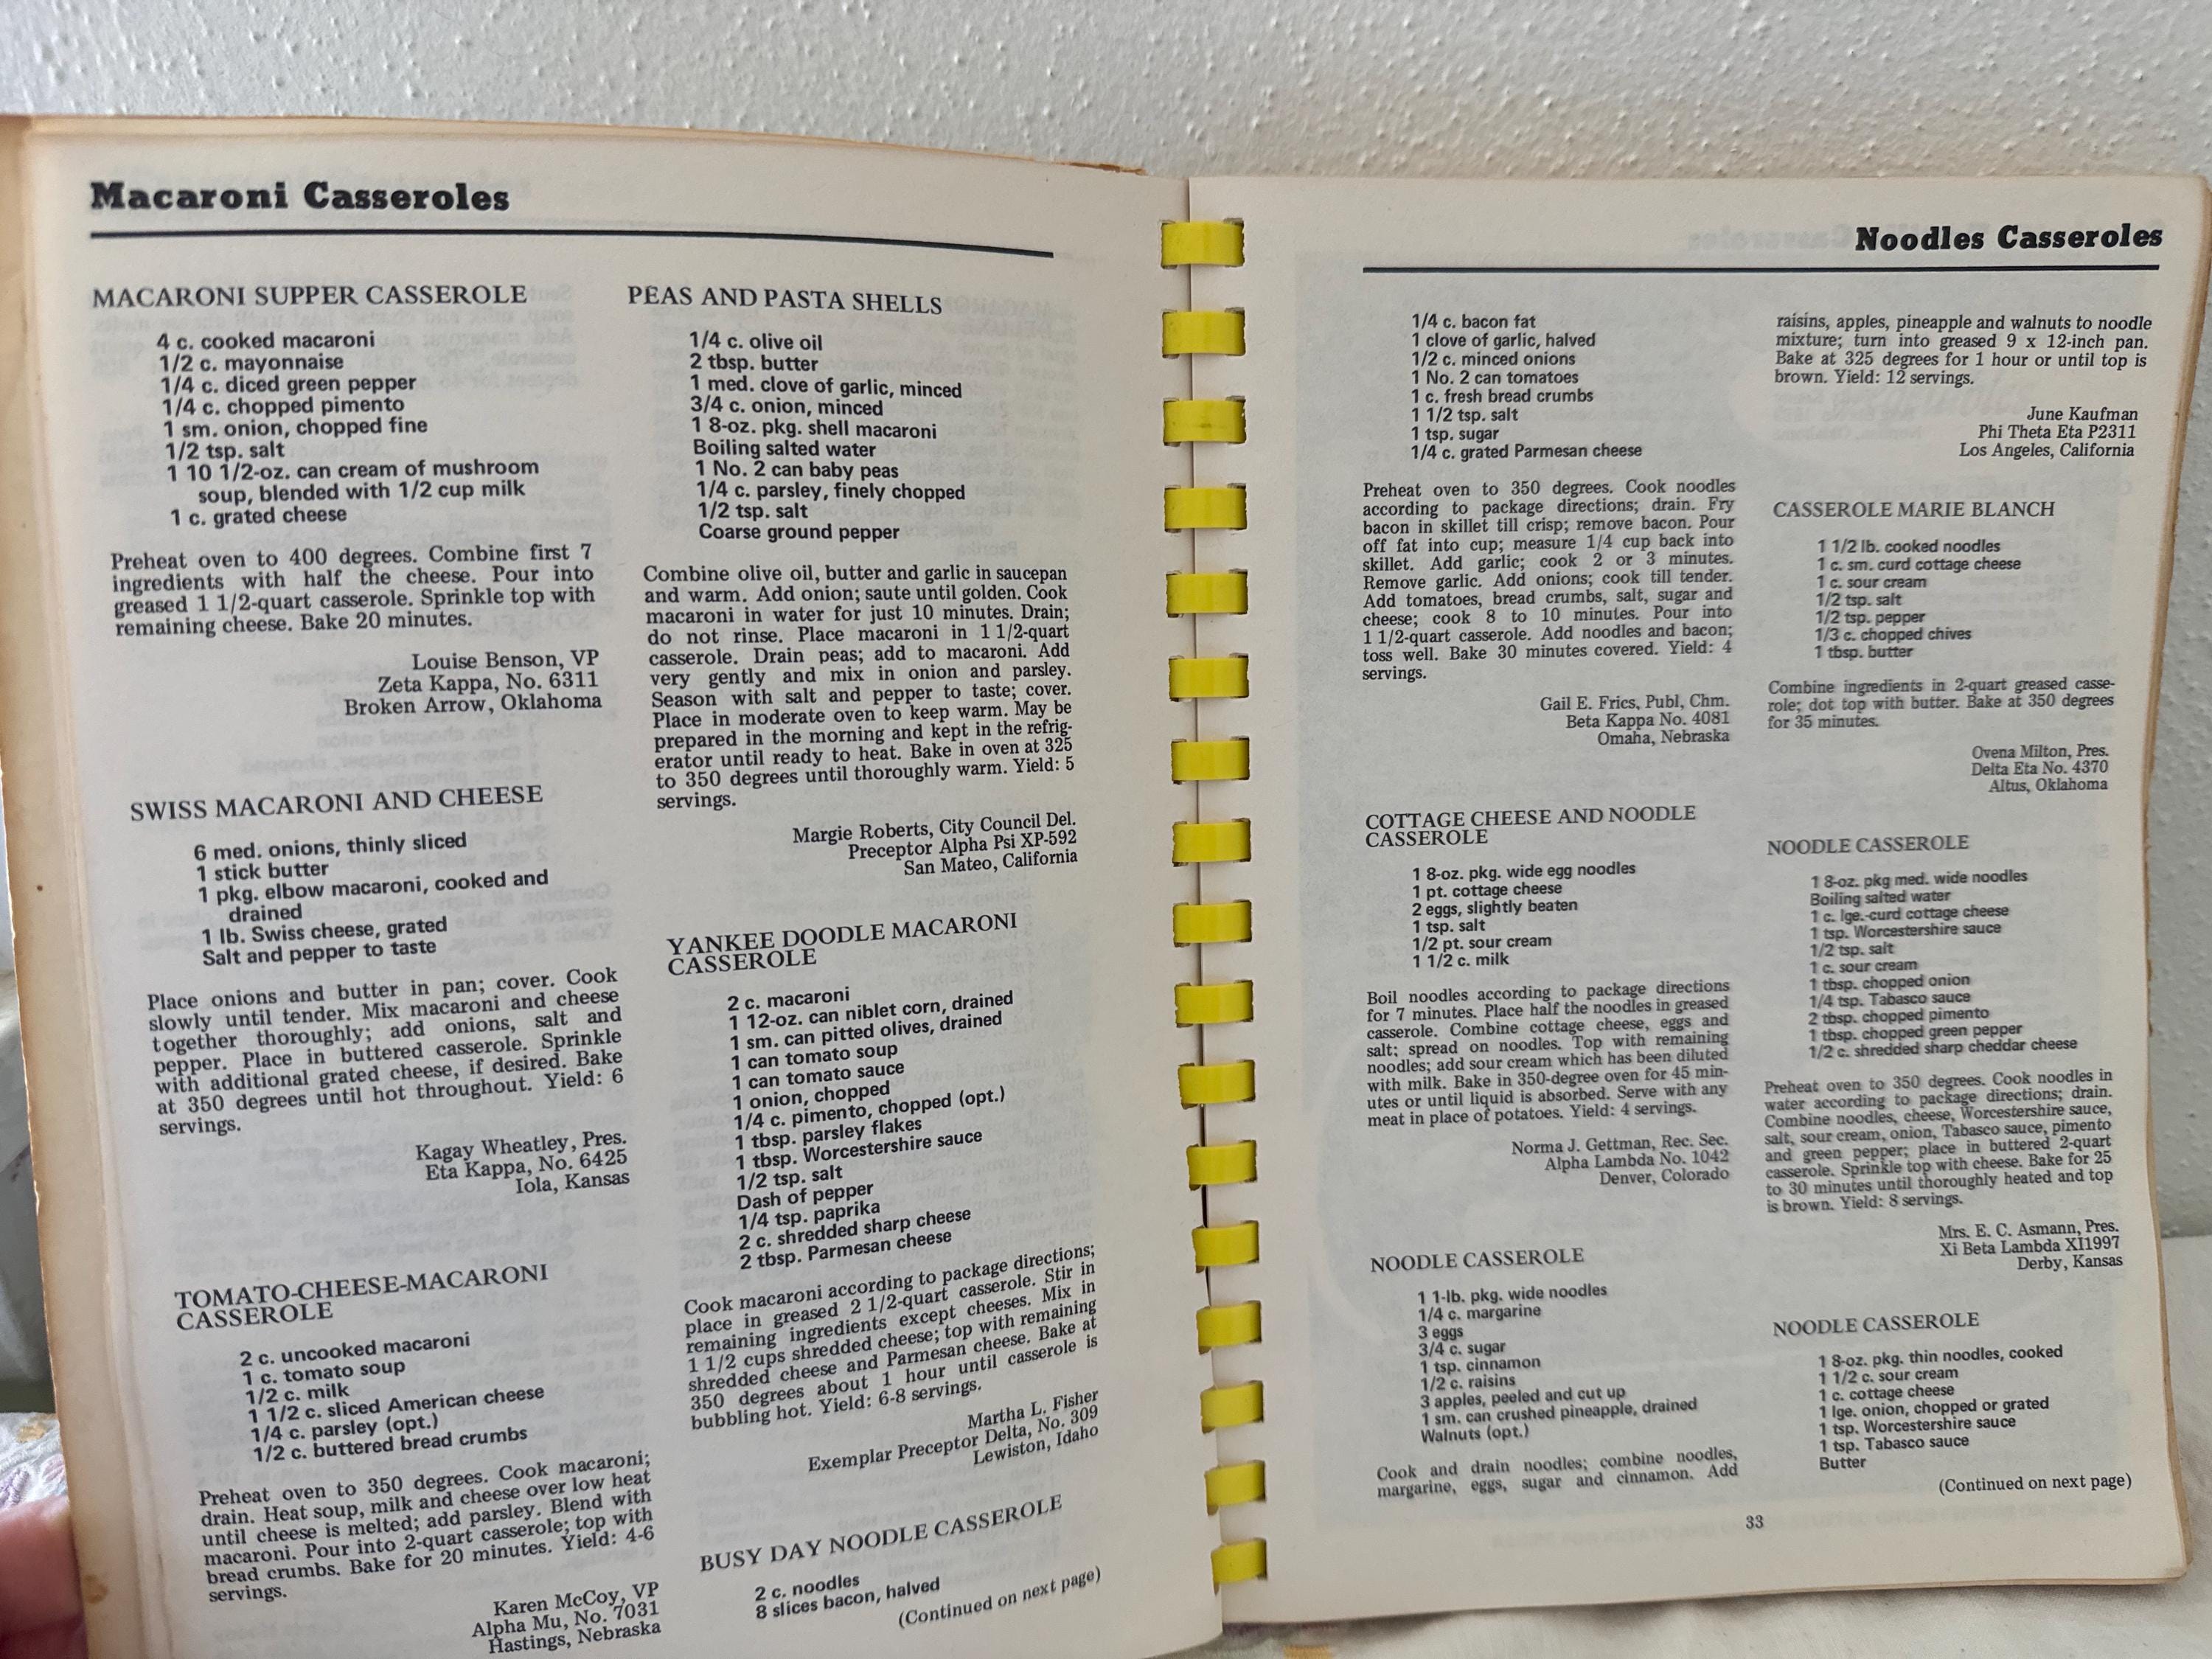 Macaroni Casseroles
MACARONI SUPPER CASSEROLE
4 c. cooked macaroni
1/2 c. mayonnaise
1/4 c. diced green pepper
1/4 c. chopped pimento
1 sm. onion, chopped fine
1/2 tsp. salt
1 10 1/2-oz. can cream of mushroom
soup, blended with 1/2 cup milk
1 c. grated cheese
Preheat oven to 400 degrees. Combine first 7
ingredients with half the cheese. Pour into
greased 1 1/2-quart casserole. Sprinkle top with
remaining cheese. Bake 20 minutes.
Louise Benson, VP
Zeta Kappa, No. 6311
Broken Arrow, Oklahoma
SWISS MACARONI AND CHEESE
6 med. onions, thinly sliced
1 stick butter
1 pkg. elbow macaroni, cooked and
drained
1 lb. Swiss cheese, grated
Salt and pepper to taste
Place onions and butter in pan; cover. Cook
slowly until tender. Mix macaroni and cheese
together thoroughly; add onions, salt and
pepper. Place in buttered casserole. Sprinkle
with additional grated cheese, if desired. Bake
at 350 degrees until hot throughout. Yield: 6
servings.
Kagay Wheatley, Pres.
Eta Kappa, No. 6425
Iola, Kansas
TOMATO-CHEESE-MACARONI
CASSEROLE
2 c. uncooked macaroni
1 c. tomato soup
1/2 c. milk
1 1/2 c. sliced American cheese
1/4 c. parsley (opt.)
1/2 c. buttered bread crumbs
Preheat oven to 350 degrees. Cook macaroni;
drain. Heat soup, milk and cheese over low heat
until cheese is melted; add parsley. Blend with
macaroni. Pour into 2-quart casserole; top with
bread crumbs. Bake for 20 minutes. Yield: 4-6
servings.
Karen McCoy, VP
Alpha Mu, No. 7031
Hastings, Nebraska
PEAS AND PASTA SHELLS
1/4 c. olive oil
2 tbsp. butter
1 med. clove of garlic, minced
3/4 c. onion, minced
1 8-oz. pkg. shell macaroni
Boiling salted water
1 No. 2 can baby peas
1/4 c. parsley, finely chopped
1/2 tsp. salt
Coarse ground pepper
Combine olive oil, butter and garlic in saucepan
and warm. Add onion; saute until golden. Cook
macaroni in water for just 10 minutes. Drain;
do not rinse. Place macaroni in 1 1/2-quart
casserole. Drain peas; add to macaroni. Add
very gently and mix in onion and parsley.
Season with salt and pepper to taste; cover.
Place in moderate oven to keep warm. May be
prepared in the morning and kept in the refrig-
erator until ready to heat. Bake in oven at 325
to 350 degrees until thoroughly warm. Yield: 5
servings.
Margie Roberts, City Council Del.
Preceptor Alpha Psi XP-592
San Mateo, California
YANKEE DOODLE MACARONI
CASSEROLE
2 c. macaroni
1 12-oz. can niblet corn, drained
1 sm. can pitted olives, drained
1 can tomato soup
1 can tomato sauce
1 onion, chopped
1/4 c. pimento, chopped (opt.)
1 tbsp. parsley flakes
1 tbsp. Worcestershire sauce
1/2 tsp. salt
Dash of pepper
1/4 tsp. paprika
2 c. shredded sharp cheese
2 tbsp. Parmesan cheese
Cook macaroni according to package directions;
place in greased 2 1/2-quart casserole. Stir in
remaining ingredients except cheeses. Mix in
1 1/2 cups shredded cheese; top with remaining
shredded cheese and Parmesan cheese. Bake at
350 degrees about 1 hour until casserole is
bubbling hot. Yield: 6-8 servings.
Martha L. Fisher
Exemplar Preceptor Delta, No. 309
Lewiston, Idaho
BUSY DAY NOODLE CASSEROLE
2 c. noodles
8 slices bacon, halved
(Continued on next page)
Noodles Casseroles
1/4 c. bacon fat
1 clove of garlic, halved
1/2 c. minced onions
1 No. 2 can tomatoes
1 c. fresh bread crumbs
1 1/2 tsp. salt
1 tsp. sugar
1/4 c. grated Parmesan cheese
Preheat oven to 350 degrees. Cook noodles
according to package directions; drain. Fry
bacon in skillet till crisp; remove bacon. Pour
off fat into cup; measure 1/4 cup back into
skillet. Add garlic; cook 2 or 3 minutes.
Remove garlic. Add onions; cook till tender.
Add tomatoes, bread crumbs, salt, sugar and
cheese; cook 8 to 10 minutes. Pour into
1 1/2-quart casserole. Add noodles and bacon;
toss well. Bake 30 minutes covered. Yield: 4
servings.
Gail E. Frics, Publ, Chm.
Beta Kappa No. 4081
Omaha, Nebraska
COTTAGE CHEESE AND NOODLE
CASSEROLE
1 8-oz. pkg. wide egg noodles
1 pt. cottage cheese
2 eggs, slightly beaten
1 tsp. salt
1/2 pt. sour cream
1 1/2 c. milk
Boil noodles according to package directions
for 7 minutes. Place half the noodles in greased
casserole. Combine cottage cheese, eggs and
salt; spread on noodles. Top with remaining
noodles; add sour cream which has been diluted
with milk. Bake in 350-degree oven for 45 min-
utes or until liquid is absorbed. Serve with any
meat in place of potatoes. Yield: 4 servings.
Norma J. Gettman, Rec. Sec.
Alpha Lambda No. 1042
Denver, Colorado
NOODLE CASSEROLE
1 1-lb. pkg. wide noodles
1/4 c. margarine
3 eggs
3/4 c. sugar
1 tsp. cinnamon
1/2 c. raisins
3 apples, peeled and cut up
1 sm. can crushed pineapple, drained
Walnuts (opt.)
Cook and drain noodles; combine noodles,
margarine, eggs, sugar and cinnamon. Add
raisins, apples, pineapple and walnuts to noodle
mixture; turn into greased 9 x 12-inch pan.
Bake at 325 degrees for 1 hour or until top is
brown. Yield: 12 servings.
June Kaufman
Phi Theta Eta P2311
Los Angeles, California
CASSEROLE MARIE BLANCH
1 1/2 lb. cooked noodles
1 c. sm. curd cottage cheese
1 c. sour cream
1/2 tsp. salt
1/2 tsp. pepper
1/3 c. chopped chives
1 tbsp. butter
Combine ingredients in 2-quart greased casse-
role; dot top with butter. Bake at 350 degrees
for 35 minutes.
Ovena Milton, Pres.
Delta Eta No. 4370
Altus, Oklahoma
NOODLE CASSEROLE
1 8-oz. pkg med. wide noodles
Boiling salted water
1 c. lge.-curd cottage cheese
1 tsp. Worcestershire sauce
1/2 tsp. salt
1 c. sour cream
1 tbsp. chopped onion
1/4 tsp. Tabasco sauce
2 tbsp. chopped pimento
1 tbsp. chopped green pepper
1/2 c. shredded sharp cheddar cheese
Preheat oven to 350 degrees. Cook noodles in
water according to package directions; drain.
Combine noodles, cheese, Worcestershire sauce,
salt, sour cream, onion, Tabasco sauce, pimento
and green pepper; place in buttered 2-quart
casserole. Sprinkle top with cheese. Bake for 25
to 30 minutes until thoroughly heated and top
is brown. Yield: 8 servings.
Mrs. E. C. Asmann, Pres.
Xi Beta Lambda XI1997
Derby, Kansas
NOODLE CASSEROLE
1 8-oz. pkg. thin noodles, cooked
1 1/2 c. sour cream
1 c. cottage cheese
1 lge. onion, chopped or grated
1 tsp. Worcestershire sauce
1 tsp. Tabasco sauce
Butter
(Continued on next page)
33